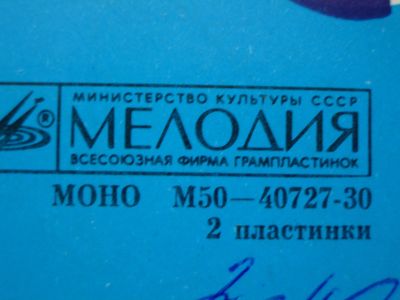 МИНИСТЕРСТВО КУЛЬТУРЫ СССР
®
МЕЛОДИЯ
ВСЕСОЮЗНАЯ ФИРМА ГРАМПЛАСТИНОК
МОНО М50—40727-30
2 пластинки